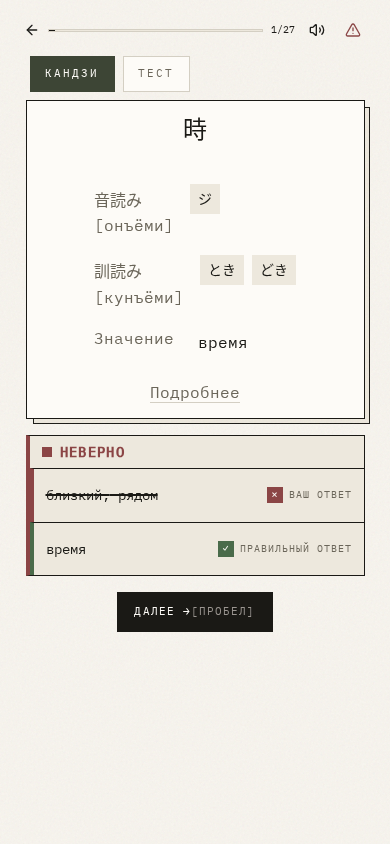 1/27
КАНДЗИ ТЕСТ
時
音読み ジ
[онъёми]
訓読み とき どき
[кунъёми]
Значение время
Подробнее
НЕВЕРНО
близкий, рядом ВАШ ОТВЕТ
время ПРАВИЛЬНЫЙ ОТВЕТ
ДАЛЕЕ →[ПРОБЕЛ]